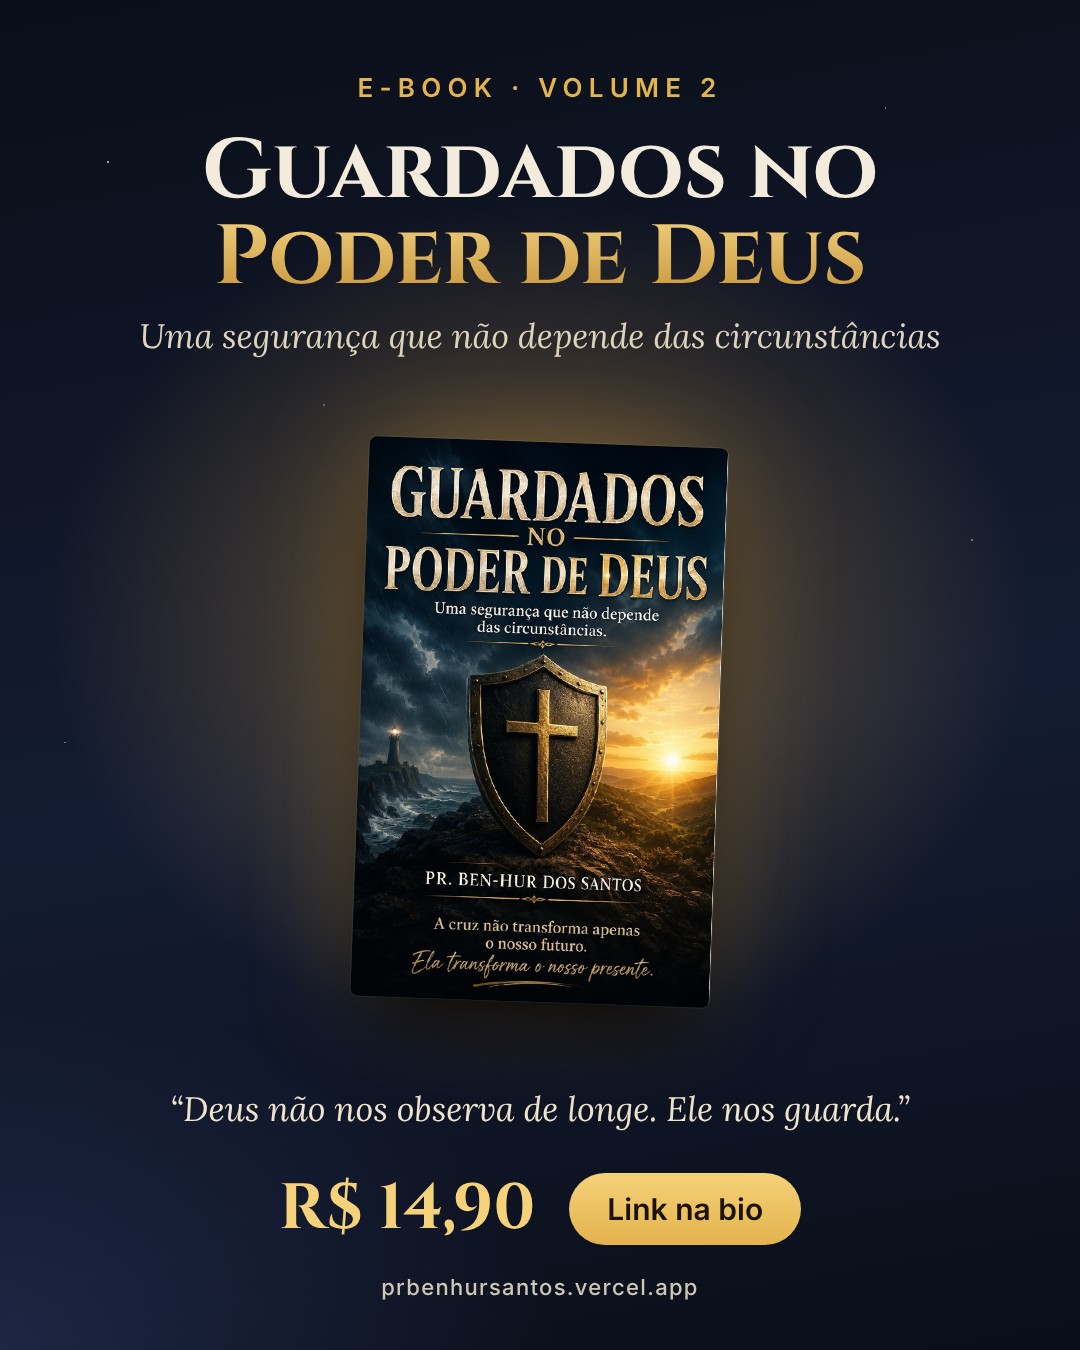 E-BOOK · VOLUME 2
GUARDADOS NO
PODER DE DEUS
Uma segurança que não depende das circunstâncias
GUARDADOS
NO
PODER DE DEUS
Uma segurança que não depende
das circunstâncias.
PR. BEN-HUR DOS SANTOS
A cruz não transforma apenas
o nosso futuro.
Ela transforma o nosso presente.
“Deus não nos observa de longe. Ele nos guarda.”
R$ 14,90
Link na bio
prbenhursantos.vercel.app